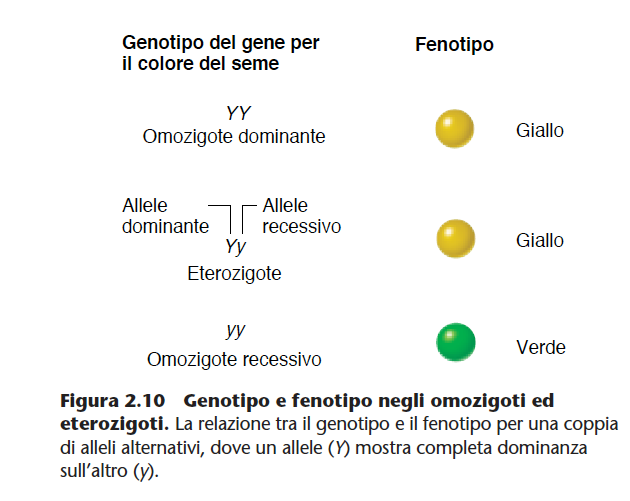 Genotipo del gene per
il colore del seme
Fenotipo
YY
Omozigote dominante
Giallo
Allele
dominante
Allele
recessivo
Yy
Eterozigote
Giallo
yy
Omozigote recessivo
Verde
Figura 2.10 Genotipo e fenotipo negli omozigoti ed
eterozigoti. La relazione tra il genotipo e il fenotipo per una coppia
di alleli alternativi, dove un allele (Y) mostra completa dominanza
sull'altro (y).